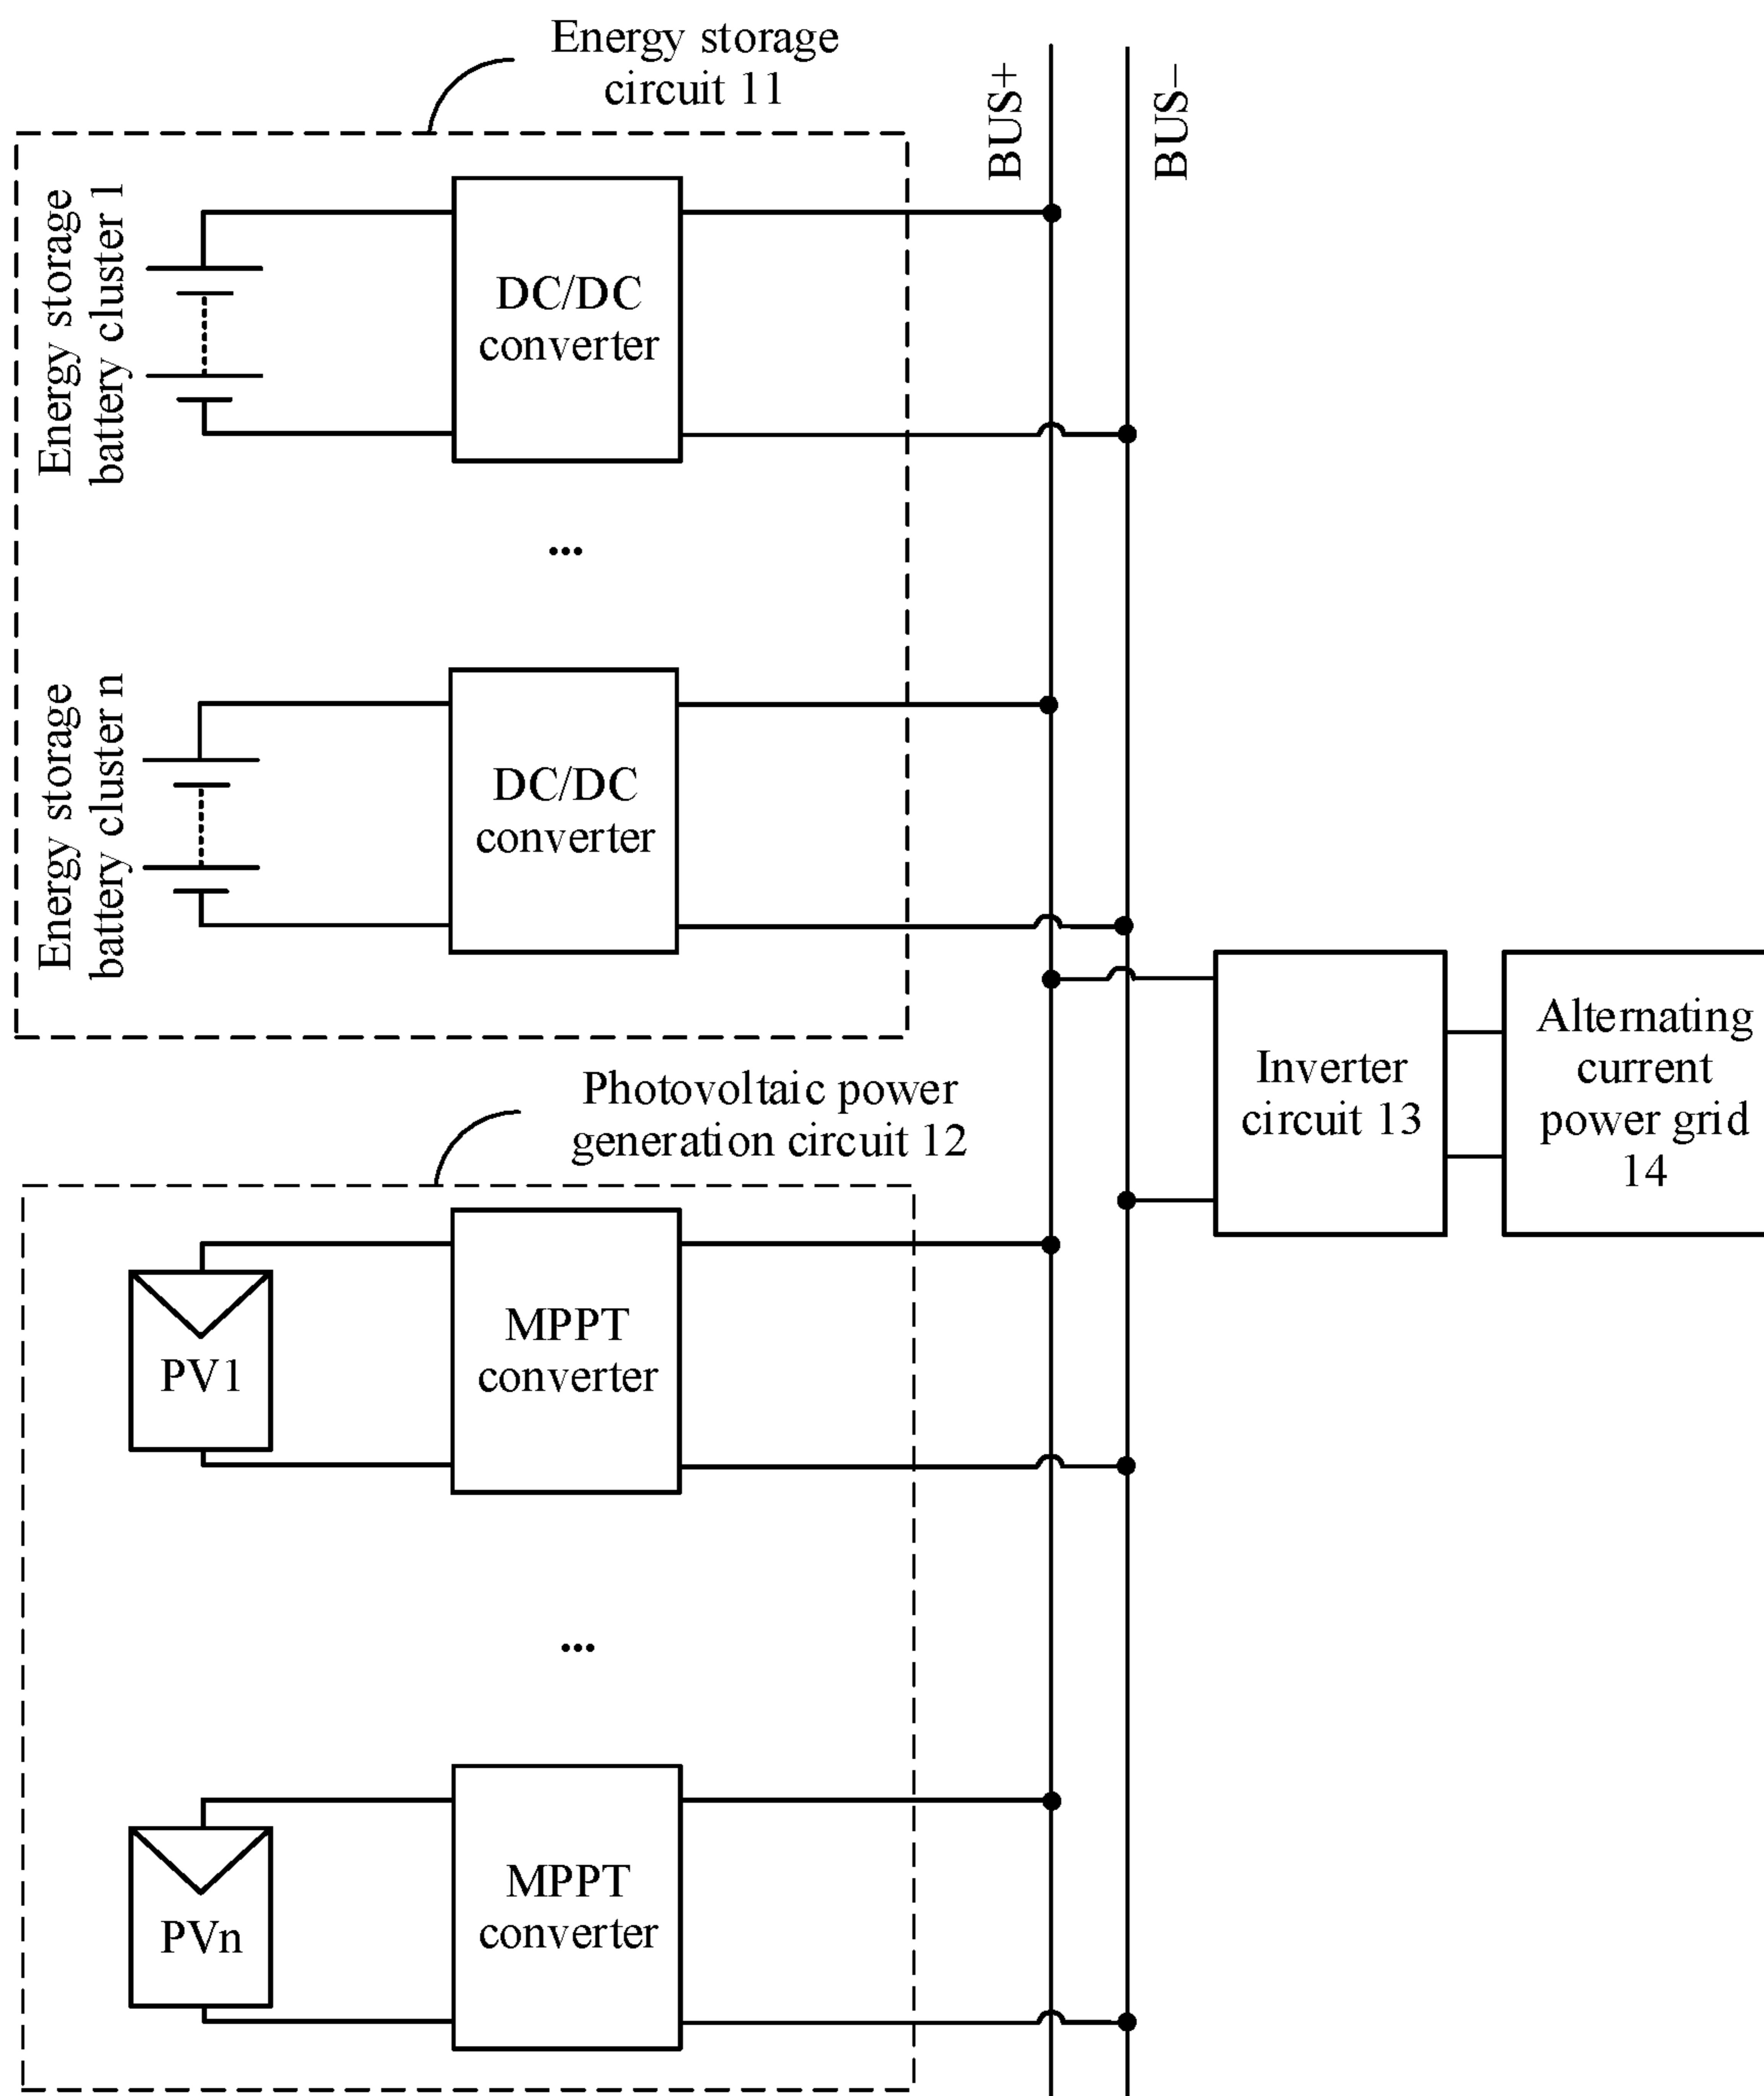 Energy storage
circuit 11
BUS+
BUS−
Energy storage
battery cluster 1
DC/DC
converter
...
Energy storage
battery cluster n
DC/DC
converter
Inverter
circuit 13
Alternating
current
power grid
14
Photovoltaic power
generation circuit 12
PV1
MPPT
converter
...
PVn
MPPT
converter